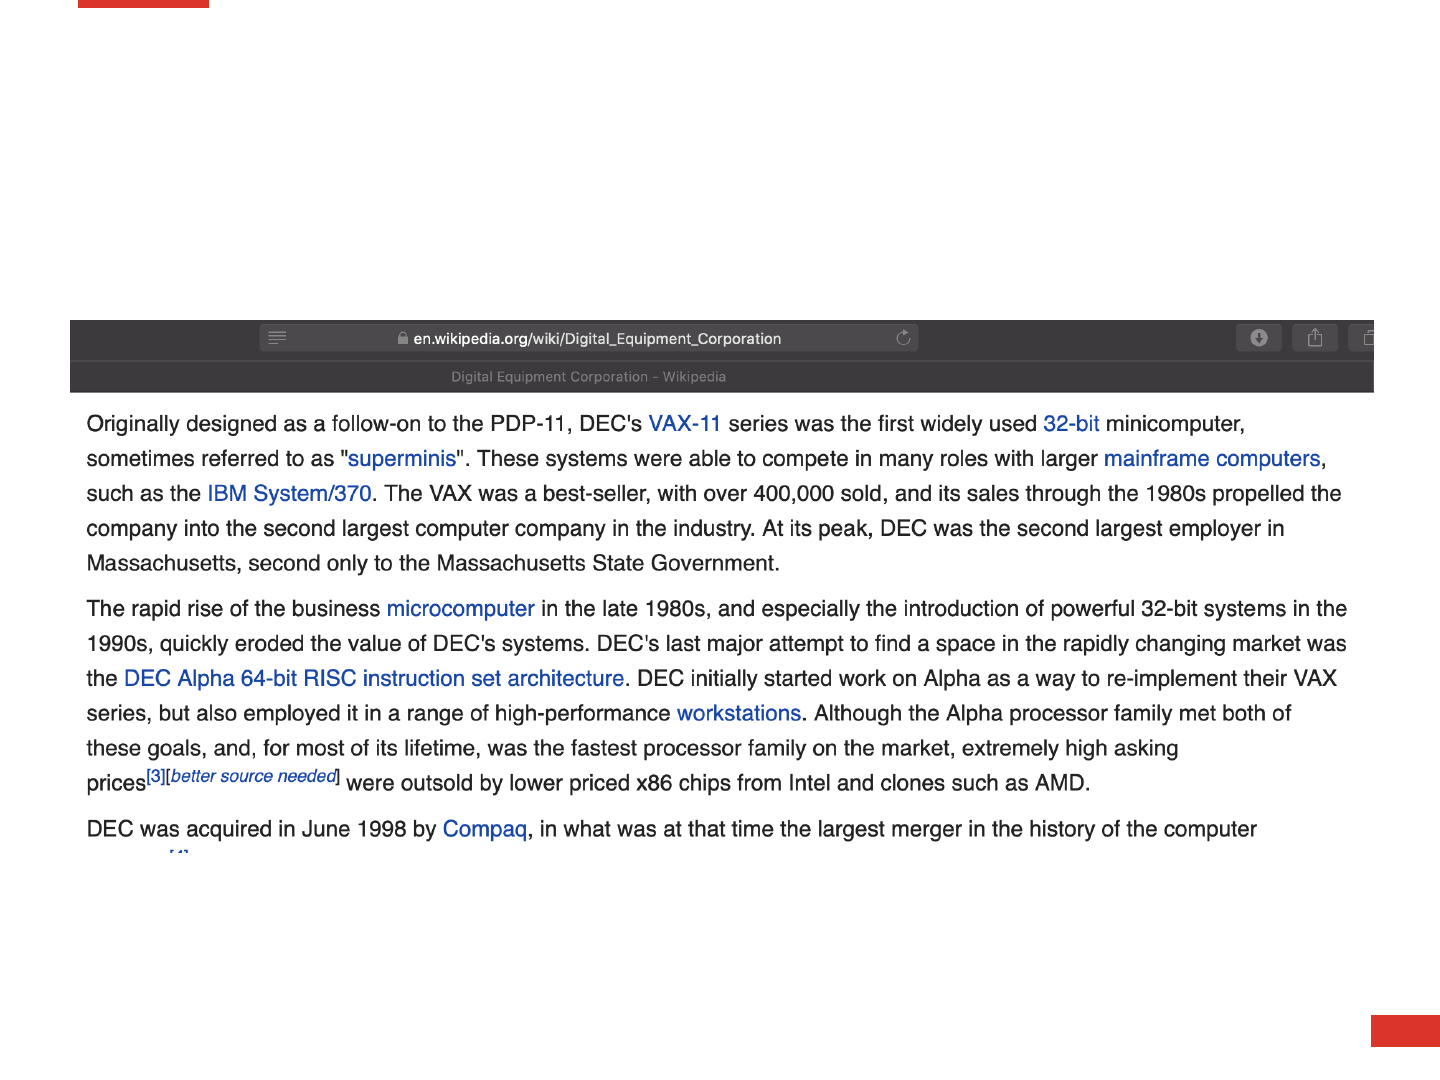 en.wikipedia.org/wiki/Digital_Equipment_Corporation
Digital Equipment Corporation - Wikipedia
Originally designed as a follow-on to the PDP-11, DEC's VAX-11 series was the first widely used 32-bit minicomputer,
sometimes referred to as "superminis". These systems were able to compete in many roles with larger mainframe computers,
such as the IBM System/370. The VAX was a best-seller, with over 400,000 sold, and its sales through the 1980s propelled the
company into the second largest computer company in the industry. At its peak, DEC was the second largest employer in
Massachusetts, second only to the Massachusetts State Government.
The rapid rise of the business microcomputer in the late 1980s, and especially the introduction of powerful 32-bit systems in the
1990s, quickly eroded the value of DEC's systems. DEC's last major attempt to find a space in the rapidly changing market was
the DEC Alpha 64-bit RISC instruction set architecture. DEC initially started work on Alpha as a way to re-implement their VAX
series, but also employed it in a range of high-performance workstations. Although the Alpha processor family met both of
these goals, and, for most of its lifetime, was the fastest processor family on the market, extremely high asking
prices[3][better source needed] were outsold by lower priced x86 chips from Intel and clones such as AMD.
DEC was acquired in June 1998 by Compaq, in what was at that time the largest merger in the history of the computer